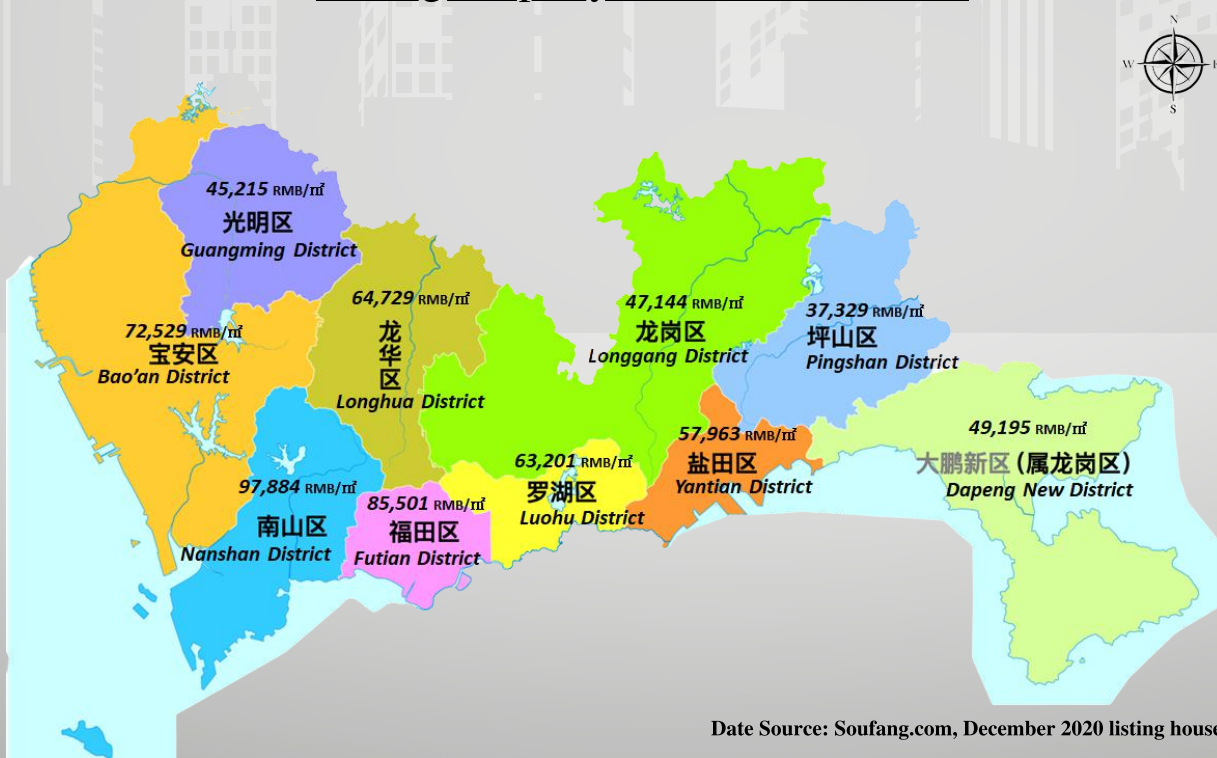 N
W
S
45,215 RMB/㎡
光明区
Guangming District
64,729 RMB/㎡
龙华区
Longhua District
47,144 RMB/㎡
龙岗区
Longgang District
37,329 RMB/㎡
坪山区
Pingshan District
72,529 RMB/㎡
宝安区
Bao’an District
49,195 RMB/㎡
大鹏新区 (属龙岗区)
Dapeng New District
57,963 RMB/㎡
盐田区
Yantian District
63,201 RMB/㎡
罗湖区
Luohu District
97,884 RMB/㎡
南山区
Nanshan District
85,501 RMB/㎡
福田区
Futian District
Date Source: Soufang.com, December 2020 listing house